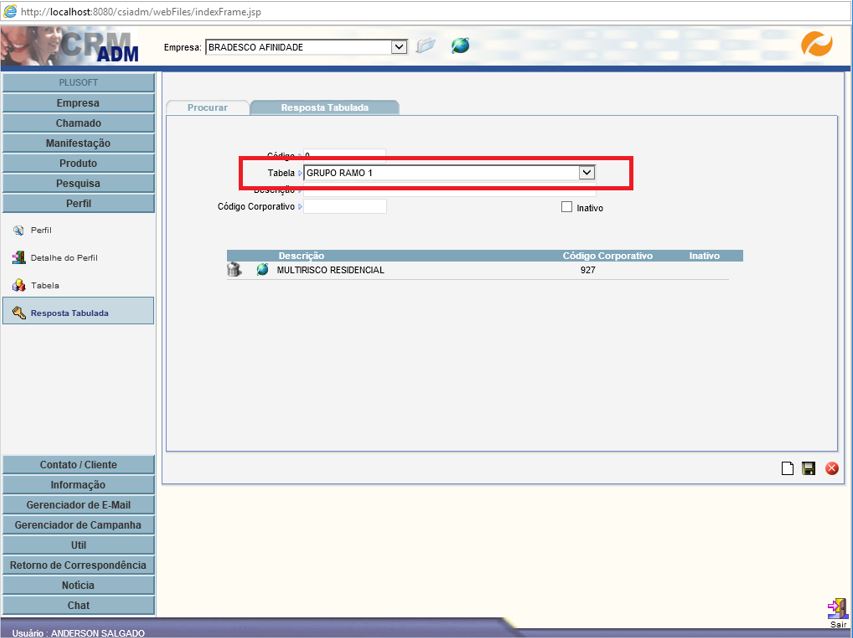 http://localhost:8080/csiadm/webFiles/indexFrame.jsp
CRM ADM
Empresa: BRADESCO AFINIDADE
PLUSOFT
Empresa
Chamado
Manifestação
Produto
Pesquisa
Perfil
Perfil
Detalhe do Perfil
Tabela
Resposta Tabulada
Contato / Cliente
Informação
Gerenciador de E-Mail
Gerenciador de Campanha
Util
Retorno de Correspondência
Notícia
Chat
Procurar
Resposta Tabulada
Código 0
Tabela GRUPO RAMO 1
Descrição
Código Corporativo
Inativo
Descrição Código Corporativo Inativo
MULTIRISCO RESIDENCIAL 927
Sair
Usuário : ANDERSON SALGADO